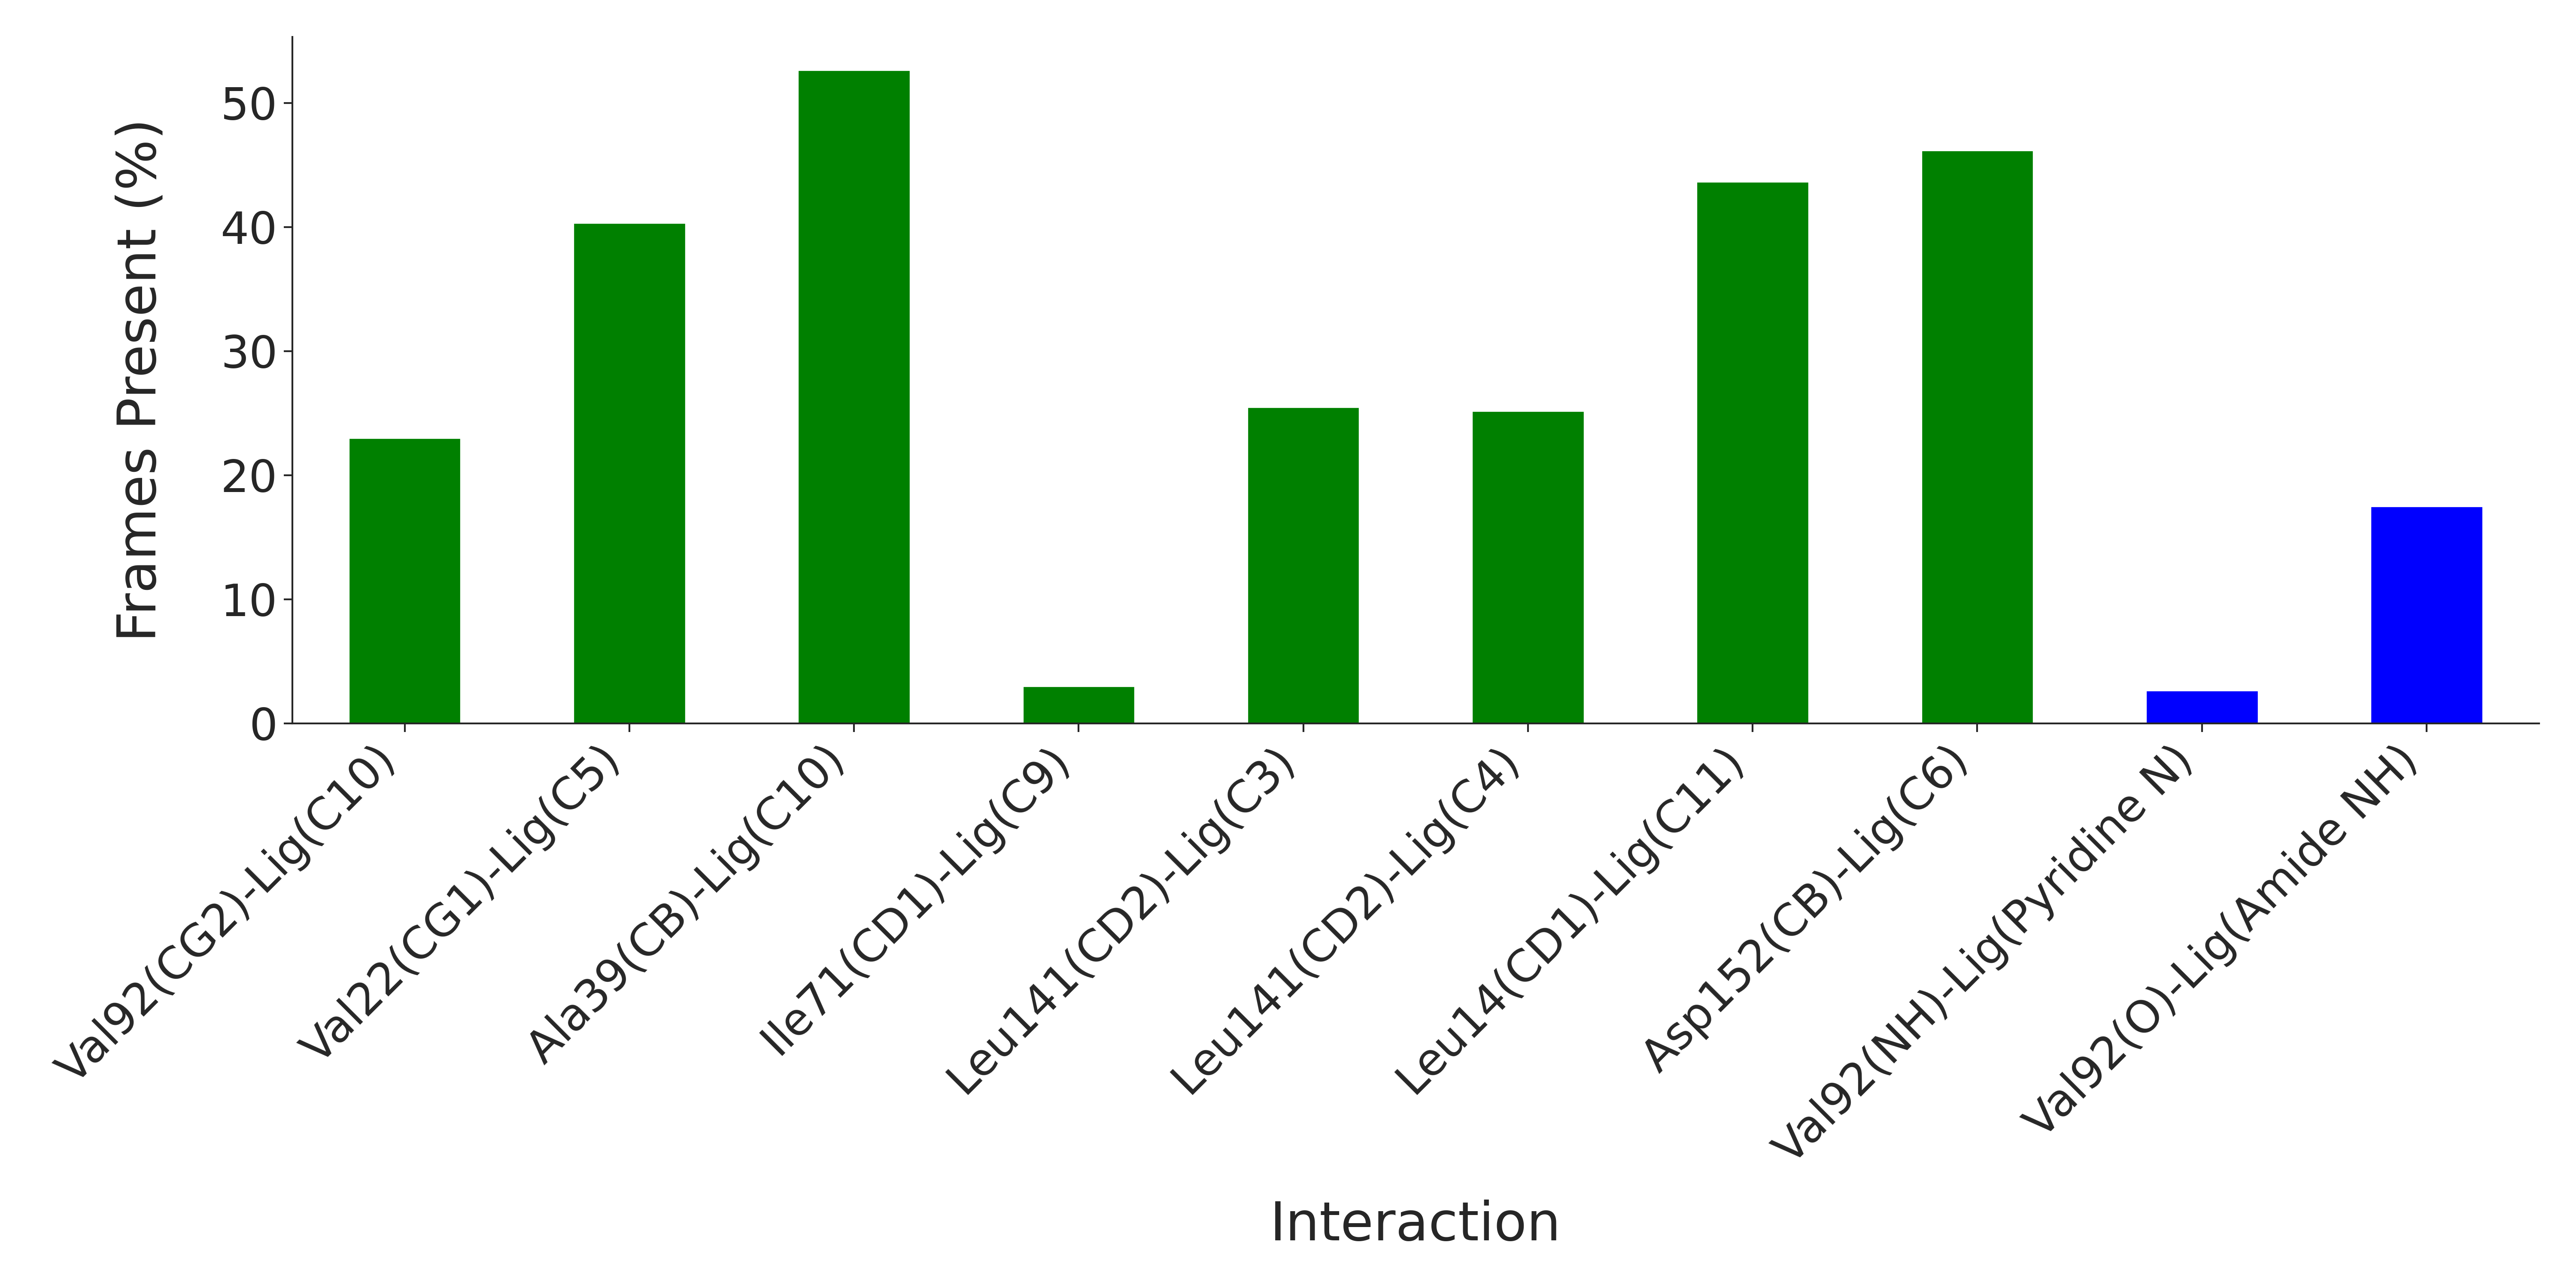 Frames Present (%)
50
40
30
20
10
0
Val92(CG2)-Lig(C10)
Val22(CG1)-Lig(C5)
Ala39(CB)-Lig(C10)
Ile71(CD1)-Lig(C9)
Leu141(CD2)-Lig(C3)
Leu141(CD2)-Lig(C4)
Leu14(CD1)-Lig(C11)
Asp152(CB)-Lig(C6)
Val92(NH)-Lig(Pyridine N)
Val92(O)-Lig(Amide NH)
Interaction